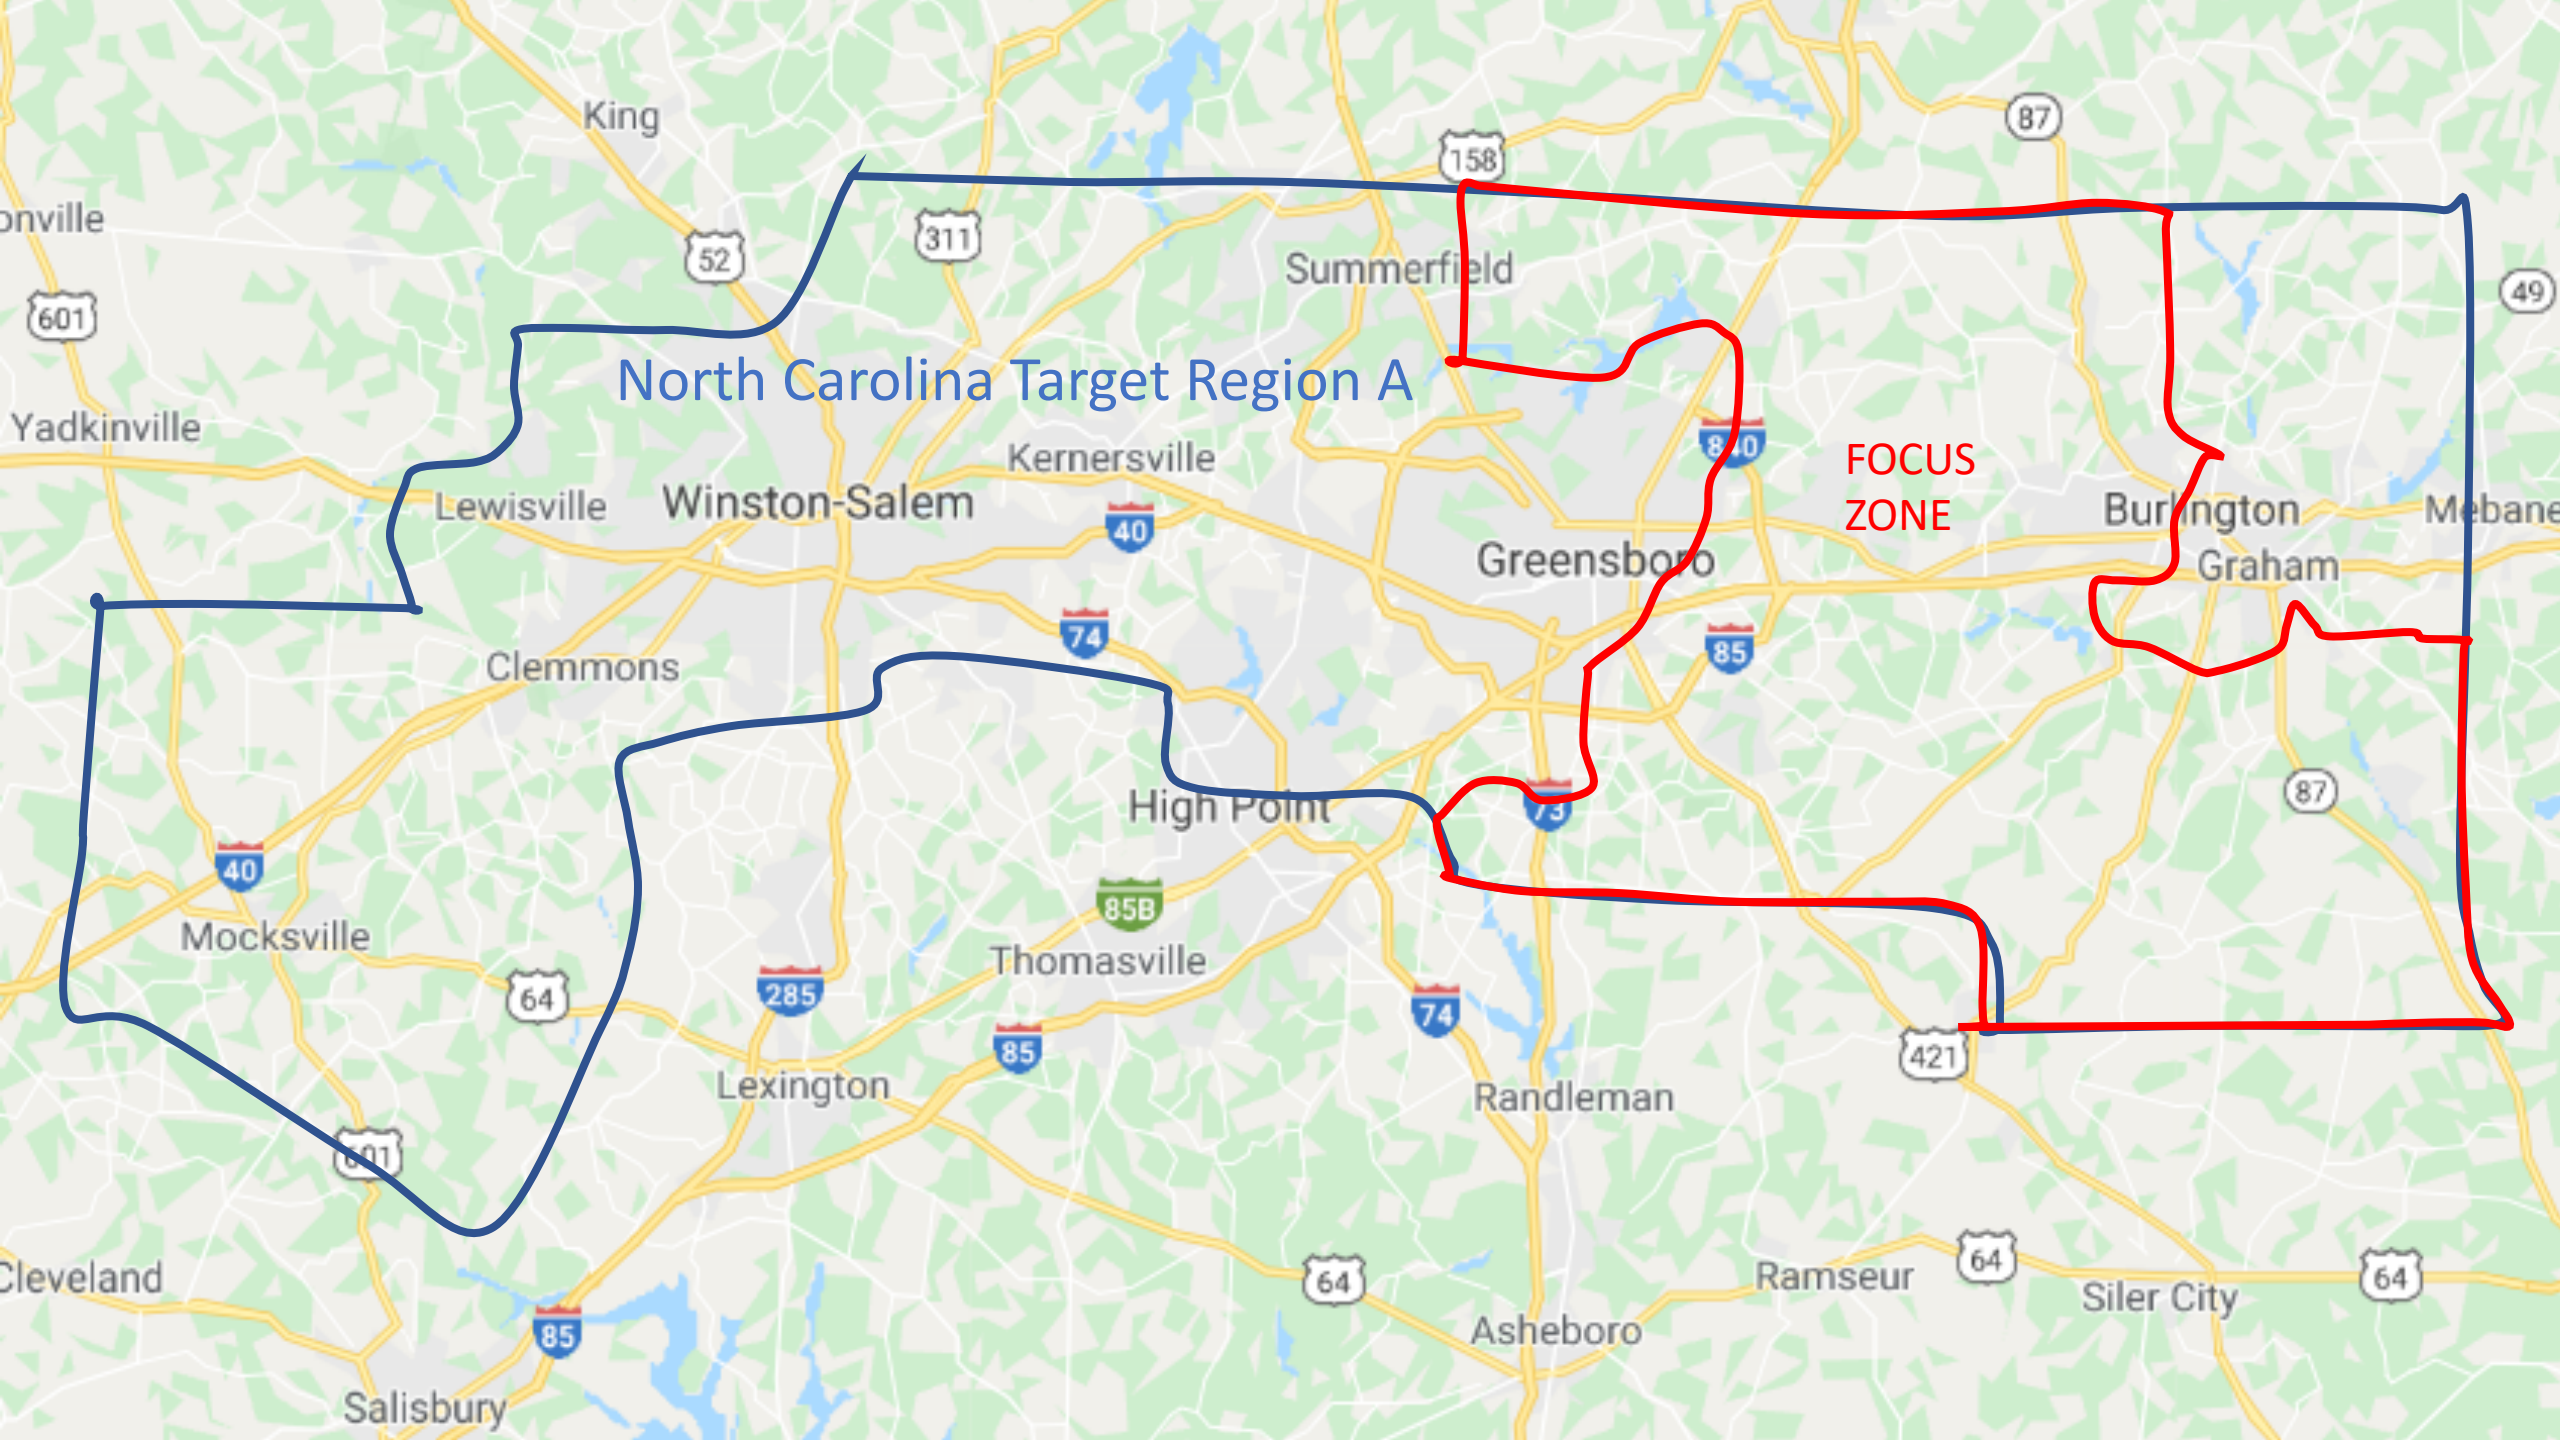 King
87
158
onville
311
52
Summerfield
49
601
North Carolina Target Region A
Yadkinville
840
Kernersville
FOCUS
ZONE
Lewisville
Winston-Salem
40
Burlington
Mebane
Greensboro
Graham
74
85
Clemmons
87
High Point
73
40
85B
Mocksville
Thomasville
64
285
74
85
421
Lexington
Randleman
601
64
64
64
Cleveland
Ramseur
Siler City
85
Asheboro
Salisbury